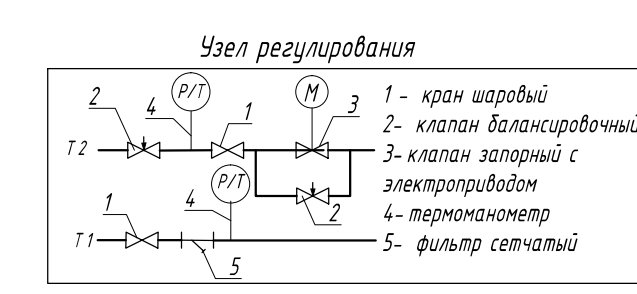 Узел регулирования
2
4
P/T
1
M
3
T2
P/T
2
1
4
T1
5
1 - кран шаровый
2- клапан балансировочный
3-клапан запорный с
электроприводом
4-термоманометр
5- фильтр сетчатый